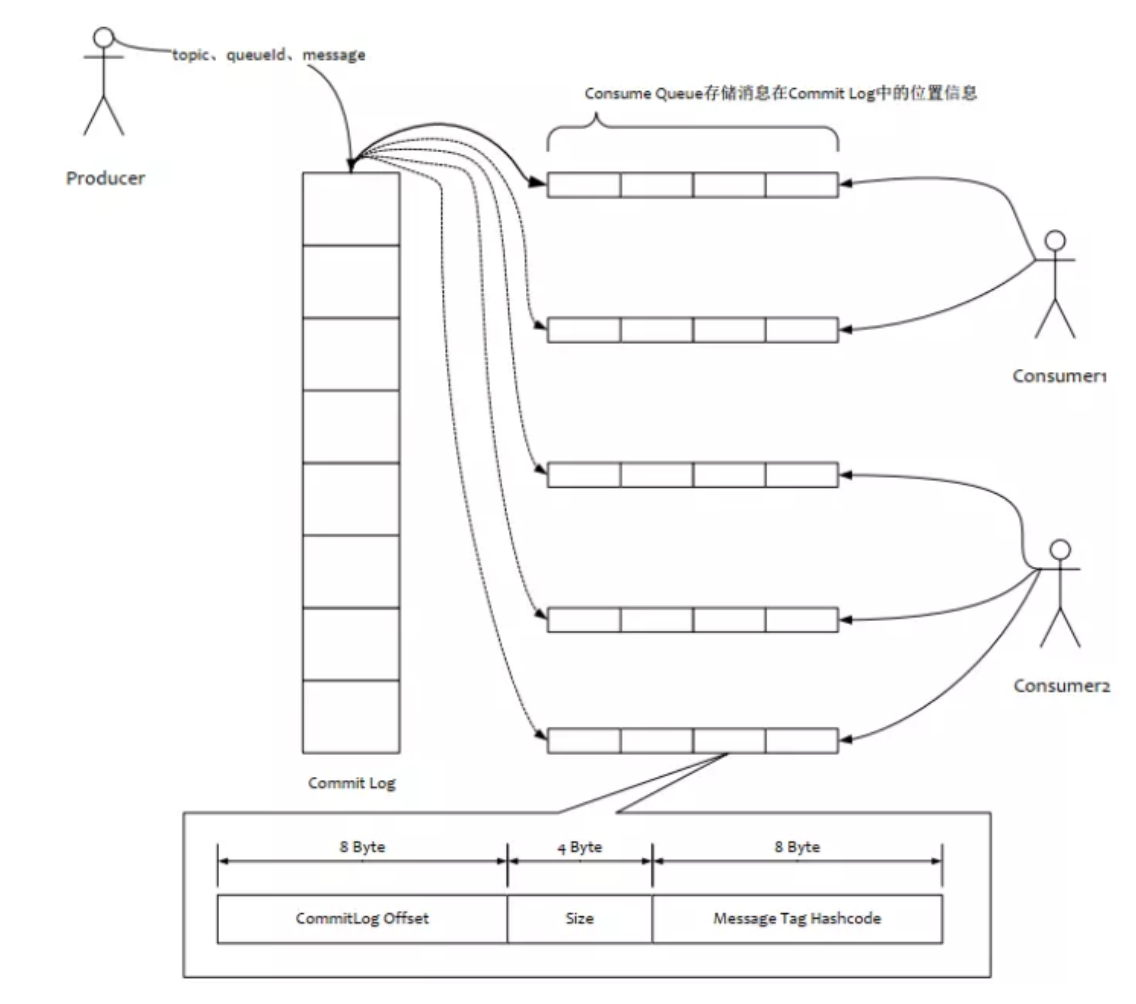 topic、queueId、message
Consume Queue存储消息在Commit Log中的位置信息
Producer
Consumer1
Consumer2
Commit Log
8 Byte
4 Byte
8 Byte
CommitLog Offset
Size
Message Tag Hashcode